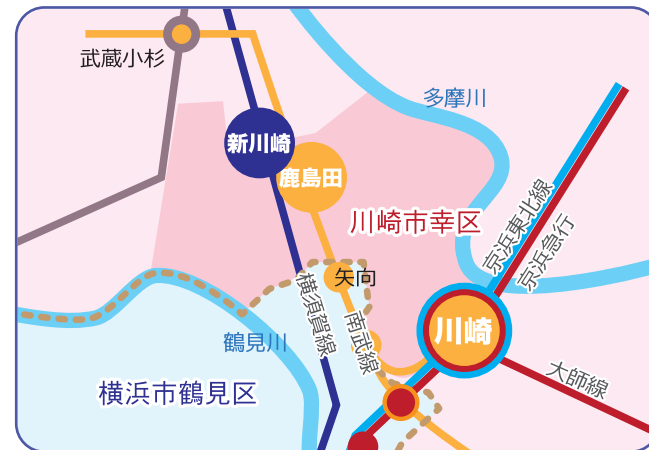 武蔵小杉
多摩川
新川崎
鹿島田
川崎市幸区
京浜東北線
京浜急行
矢向
横須賀線
南武線
川崎
鶴見川
大師線
横浜市鶴見区